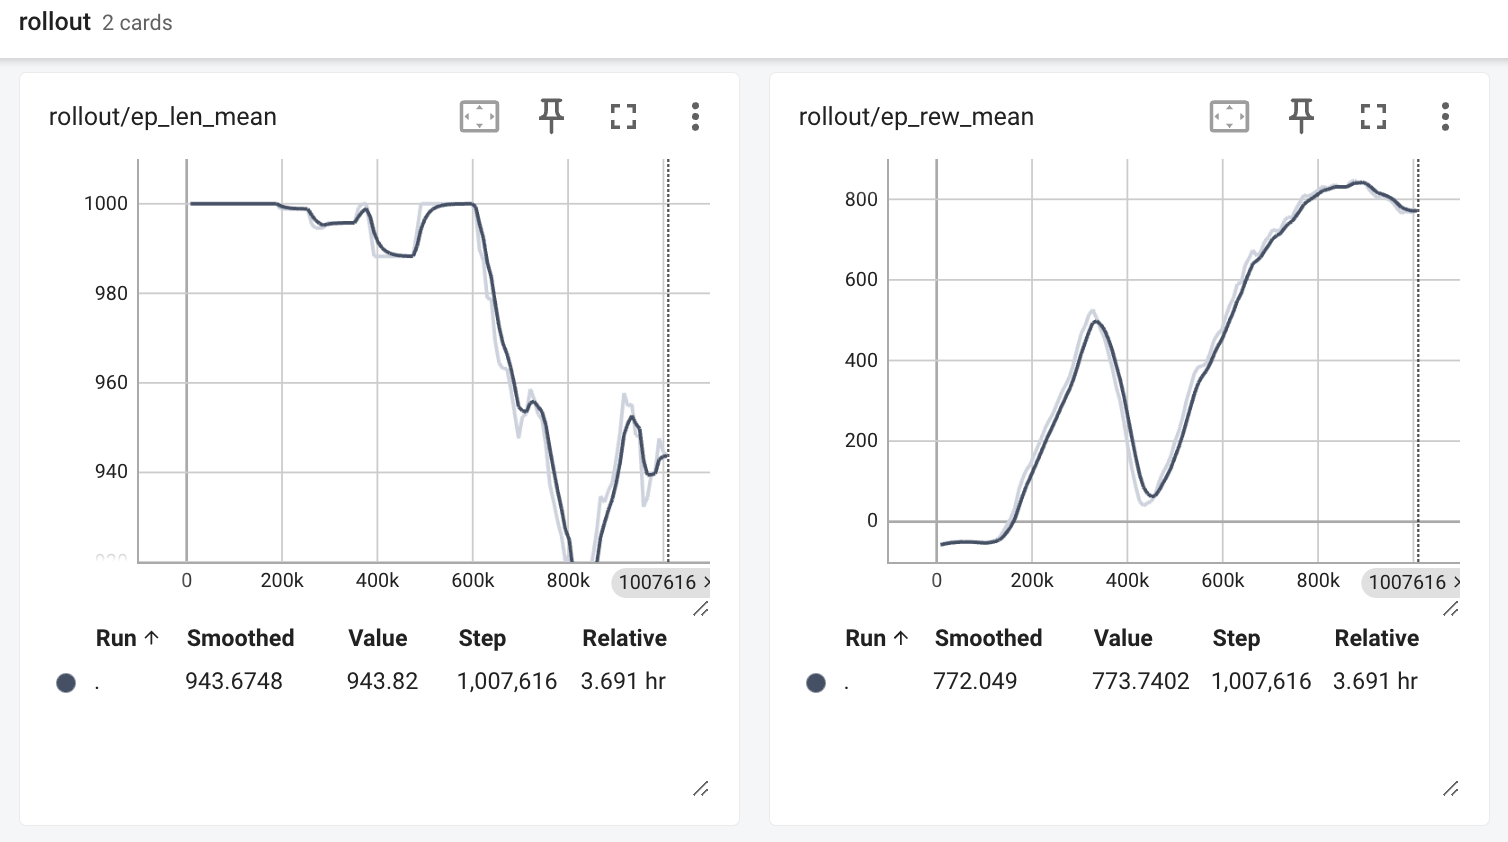 rollout 2 cards
rollout/ep_len_mean
1000
980
960
940
0 200k 400k 600k 800k 1007616 ×
Run ↑ Smoothed Value Step Relative
. 943.6748 943.82 1,007,616 3.691 hr
rollout/ep_rew_mean
800
600
400
200
0
0 200k 400k 600k 800k 1007616 ×
Run ↑ Smoothed Value Step Relative
. 772.049 773.7402 1,007,616 3.691 hr